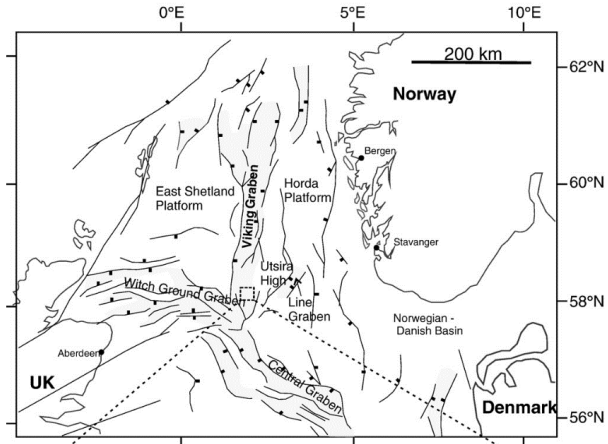 0°E
5°E
10°E
200 km
62°N
Norway
Bergen
60°N
East Shetland
Platform
Viking Graben
Horda
Platform
Stavanger
Utsira
High
Witch Ground Graben
Line
Graben
58°N
Norwegian -
Danish Basin
Aberdeen
UK
Central Graben
Denmark
56°N